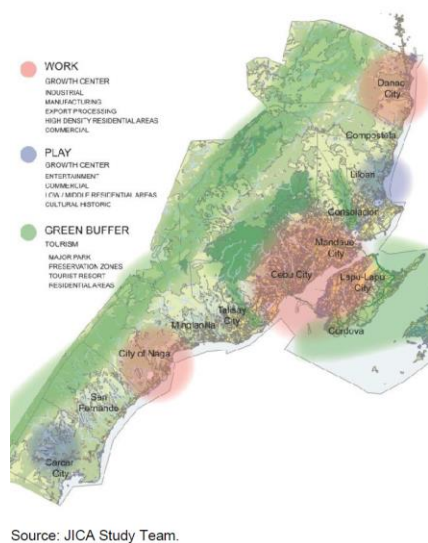 WORK
GROWTH CENTER
INDUSTRIAL
MANUFACTURING
EXPORT PROCESSING
HIGH DENSITY RESIDENTIAL AREAS
COMMERCIAL
PLAY
GROWTH CENTER
ENTERTAINMENT
COMMERCIAL
LOW / MIDDLE RESIDENTIAL AREAS
CULTURAL HISTORIC
GREEN BUFFER
TOURISM
MAJOR PARK
PRESERVATION ZONES
TOURIST RESORT
RESIDENTIAL AREAS
Danao
City
Compostela
Liloan
Consolacion
Mandaue
City
Cebu City
Lapu-Lapu
City
Cordova
Talisay
City
Minglanilla
City of Naga
San
Fernando
Carcar
City
Source: JICA Study Team.